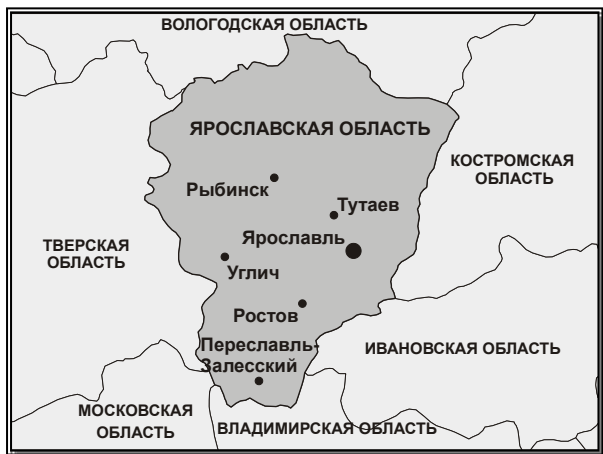 ВОЛОГОДСКАЯ ОБЛАСТЬ
ЯРОСЛАВСКАЯ ОБЛАСТЬ
КОСТРОМСКАЯ
ОБЛАСТЬ
Рыбинск
Тутаев
Ярославль
ТВЕРСКАЯ
ОБЛАСТЬ
Углич
Ростов
Переславль-
Залесский
ИВАНОВСКАЯ ОБЛАСТЬ
МОСКОВСКАЯ
ОБЛАСТЬ
ВЛАДИМИРСКАЯ ОБЛАСТЬ